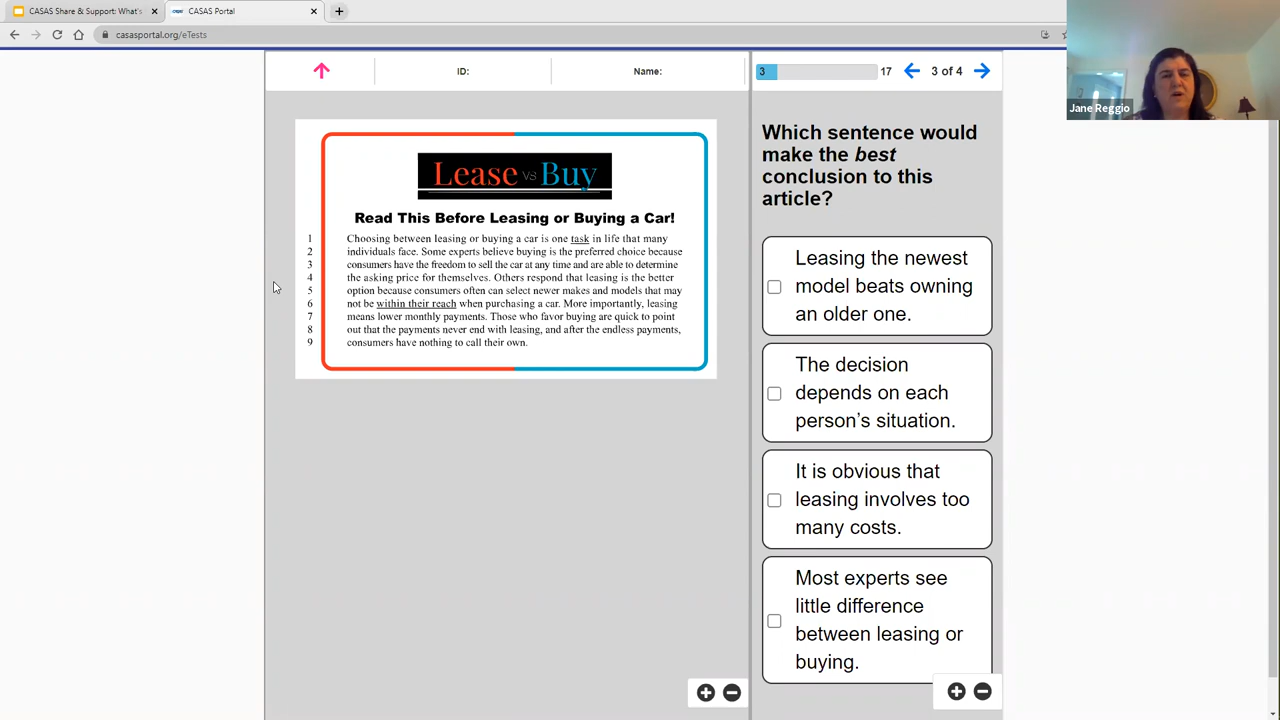 CASAS Share & Support: What's
CASAS Portal
casasportal.org/eTests
ID:
Name:
3
17
3 of 4
Jane Reggio
Lease vs Buy
Read This Before Leasing or Buying a Car!
1 Choosing between leasing or buying a car is one task in life that many
2 individuals face. Some experts believe buying is the preferred choice because
3 consumers have the freedom to sell the car at any time and are able to determine
4 the asking price for themselves. Others respond that leasing is the better
5 option because consumers often can select newer makes and models that may
6 not be within their reach when purchasing a car. More importantly, leasing
7 means lower monthly payments. Those who favor buying are quick to point
8 out that the payments never end with leasing, and after the endless payments,
9 consumers have nothing to call their own.
Which sentence would
make the best
conclusion to this
article?
Leasing the newest
model beats owning
an older one.
The decision
depends on each
person's situation.
It is obvious that
leasing involves too
many costs.
Most experts see
little difference
between leasing or
buying.